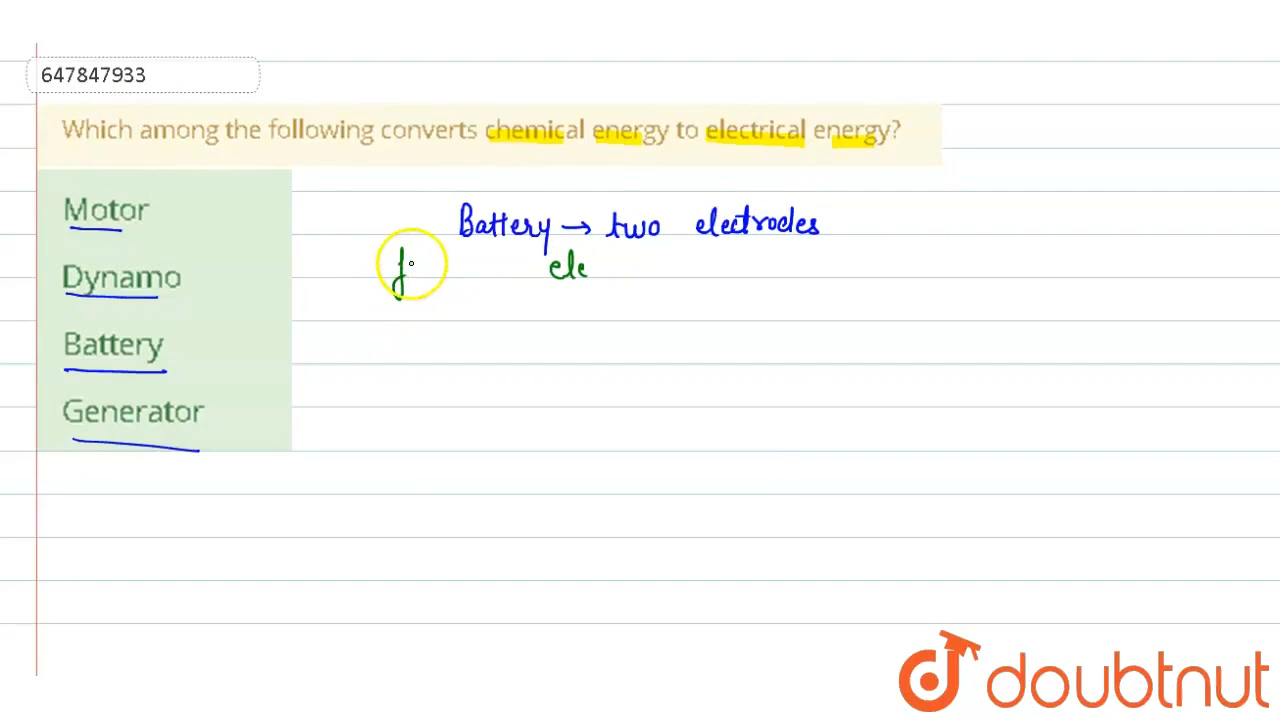 647847933
Which among the following converts chemical energy to electrical energy?
Motor
Battery → two electrodes
Dynamo
ele
Battery
Generator
doubtnut